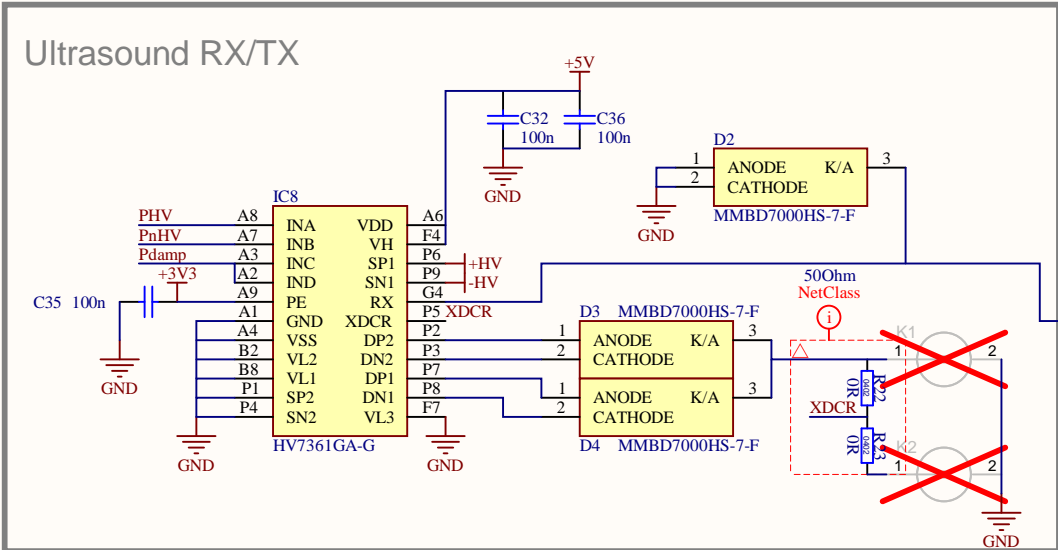 Ultrasound RX/TX
+5V
C32
100n
C36
100n
GND
D2
1 ANODE K/A 3
2 CATHODE
MMBD7000HS-7-F
GND
IC8
PHV A8 INA VDD A6
PnHV A7 INB VH F4
Pdamp A3 INC SP1 P6 +HV
A2 IND SN1 P9 -HV
+3V3
C35 100n
A9 PE RX G4
A1 GND XDCR P5 XDCR
A4 VSS DP2 P2
B2 VL2 DN2 P3
B8 VL1 DP1 P7
P1 SP2 DN1 P8
P4 SN2 VL3 F7
HV7361GA-G
GND
GND
GND
D3 MMBD7000HS-7-F
1 ANODE K/A 3
2 CATHODE
1 ANODE K/A 3
2 CATHODE
D4 MMBD7000HS-7-F
50Ohm
NetClass
i
K1
1 2
R22
0402
0R
XDCR
R23
0402
0R
K2
1 2
GND